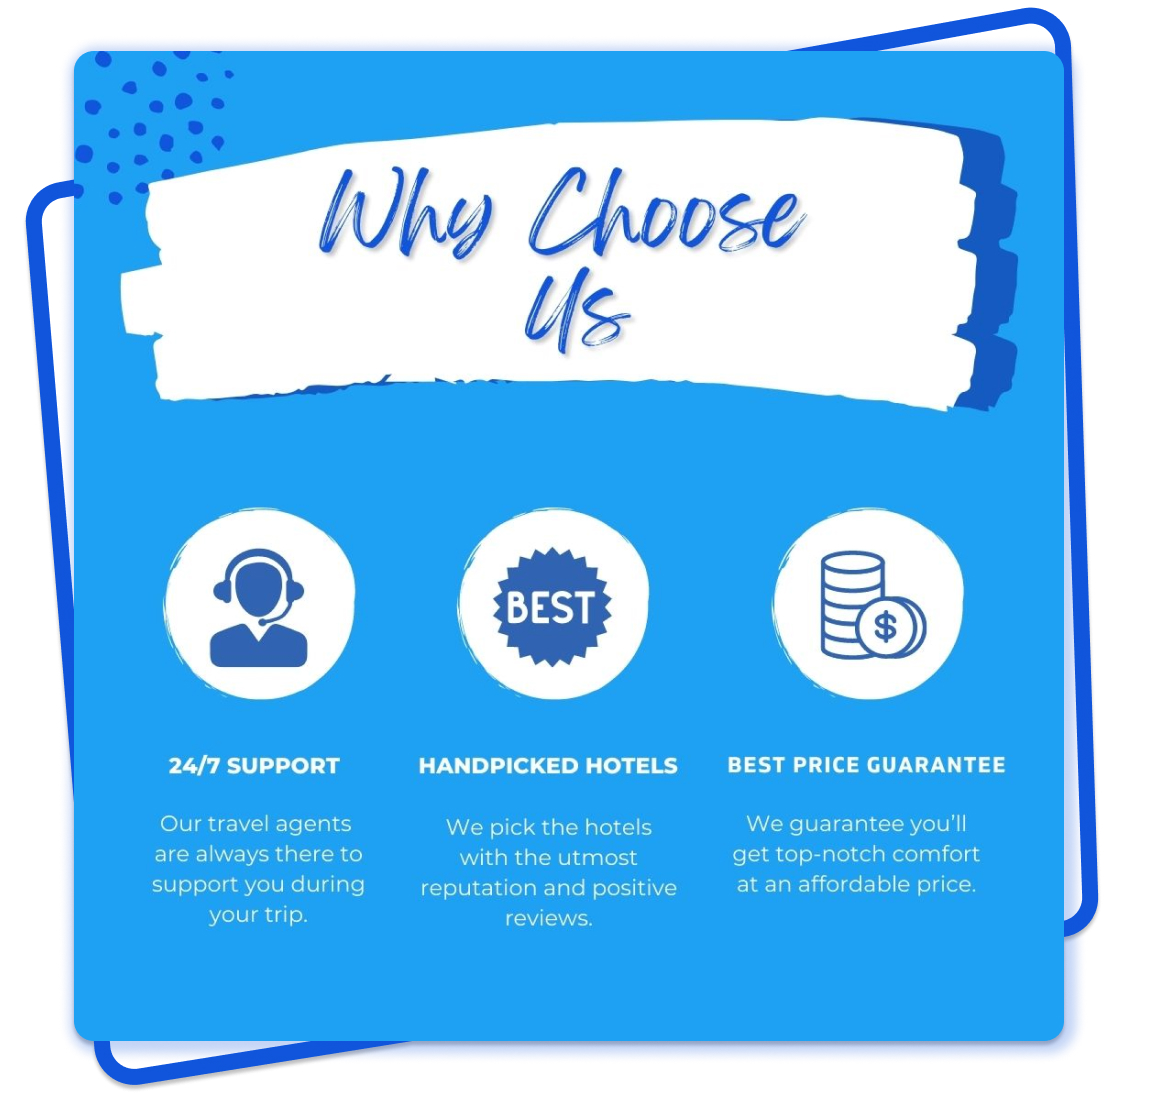 Why Choose
Us
BEST
$
24/7 SUPPORT
Our travel agents
are always there to
support you during
your trip.
HANDPICKED HOTELS
We pick the hotels
with the utmost
reputation and positive
reviews.
BEST PRICE GUARANTEE
We guarantee you'll
get top-notch comfort
at an affordable price.